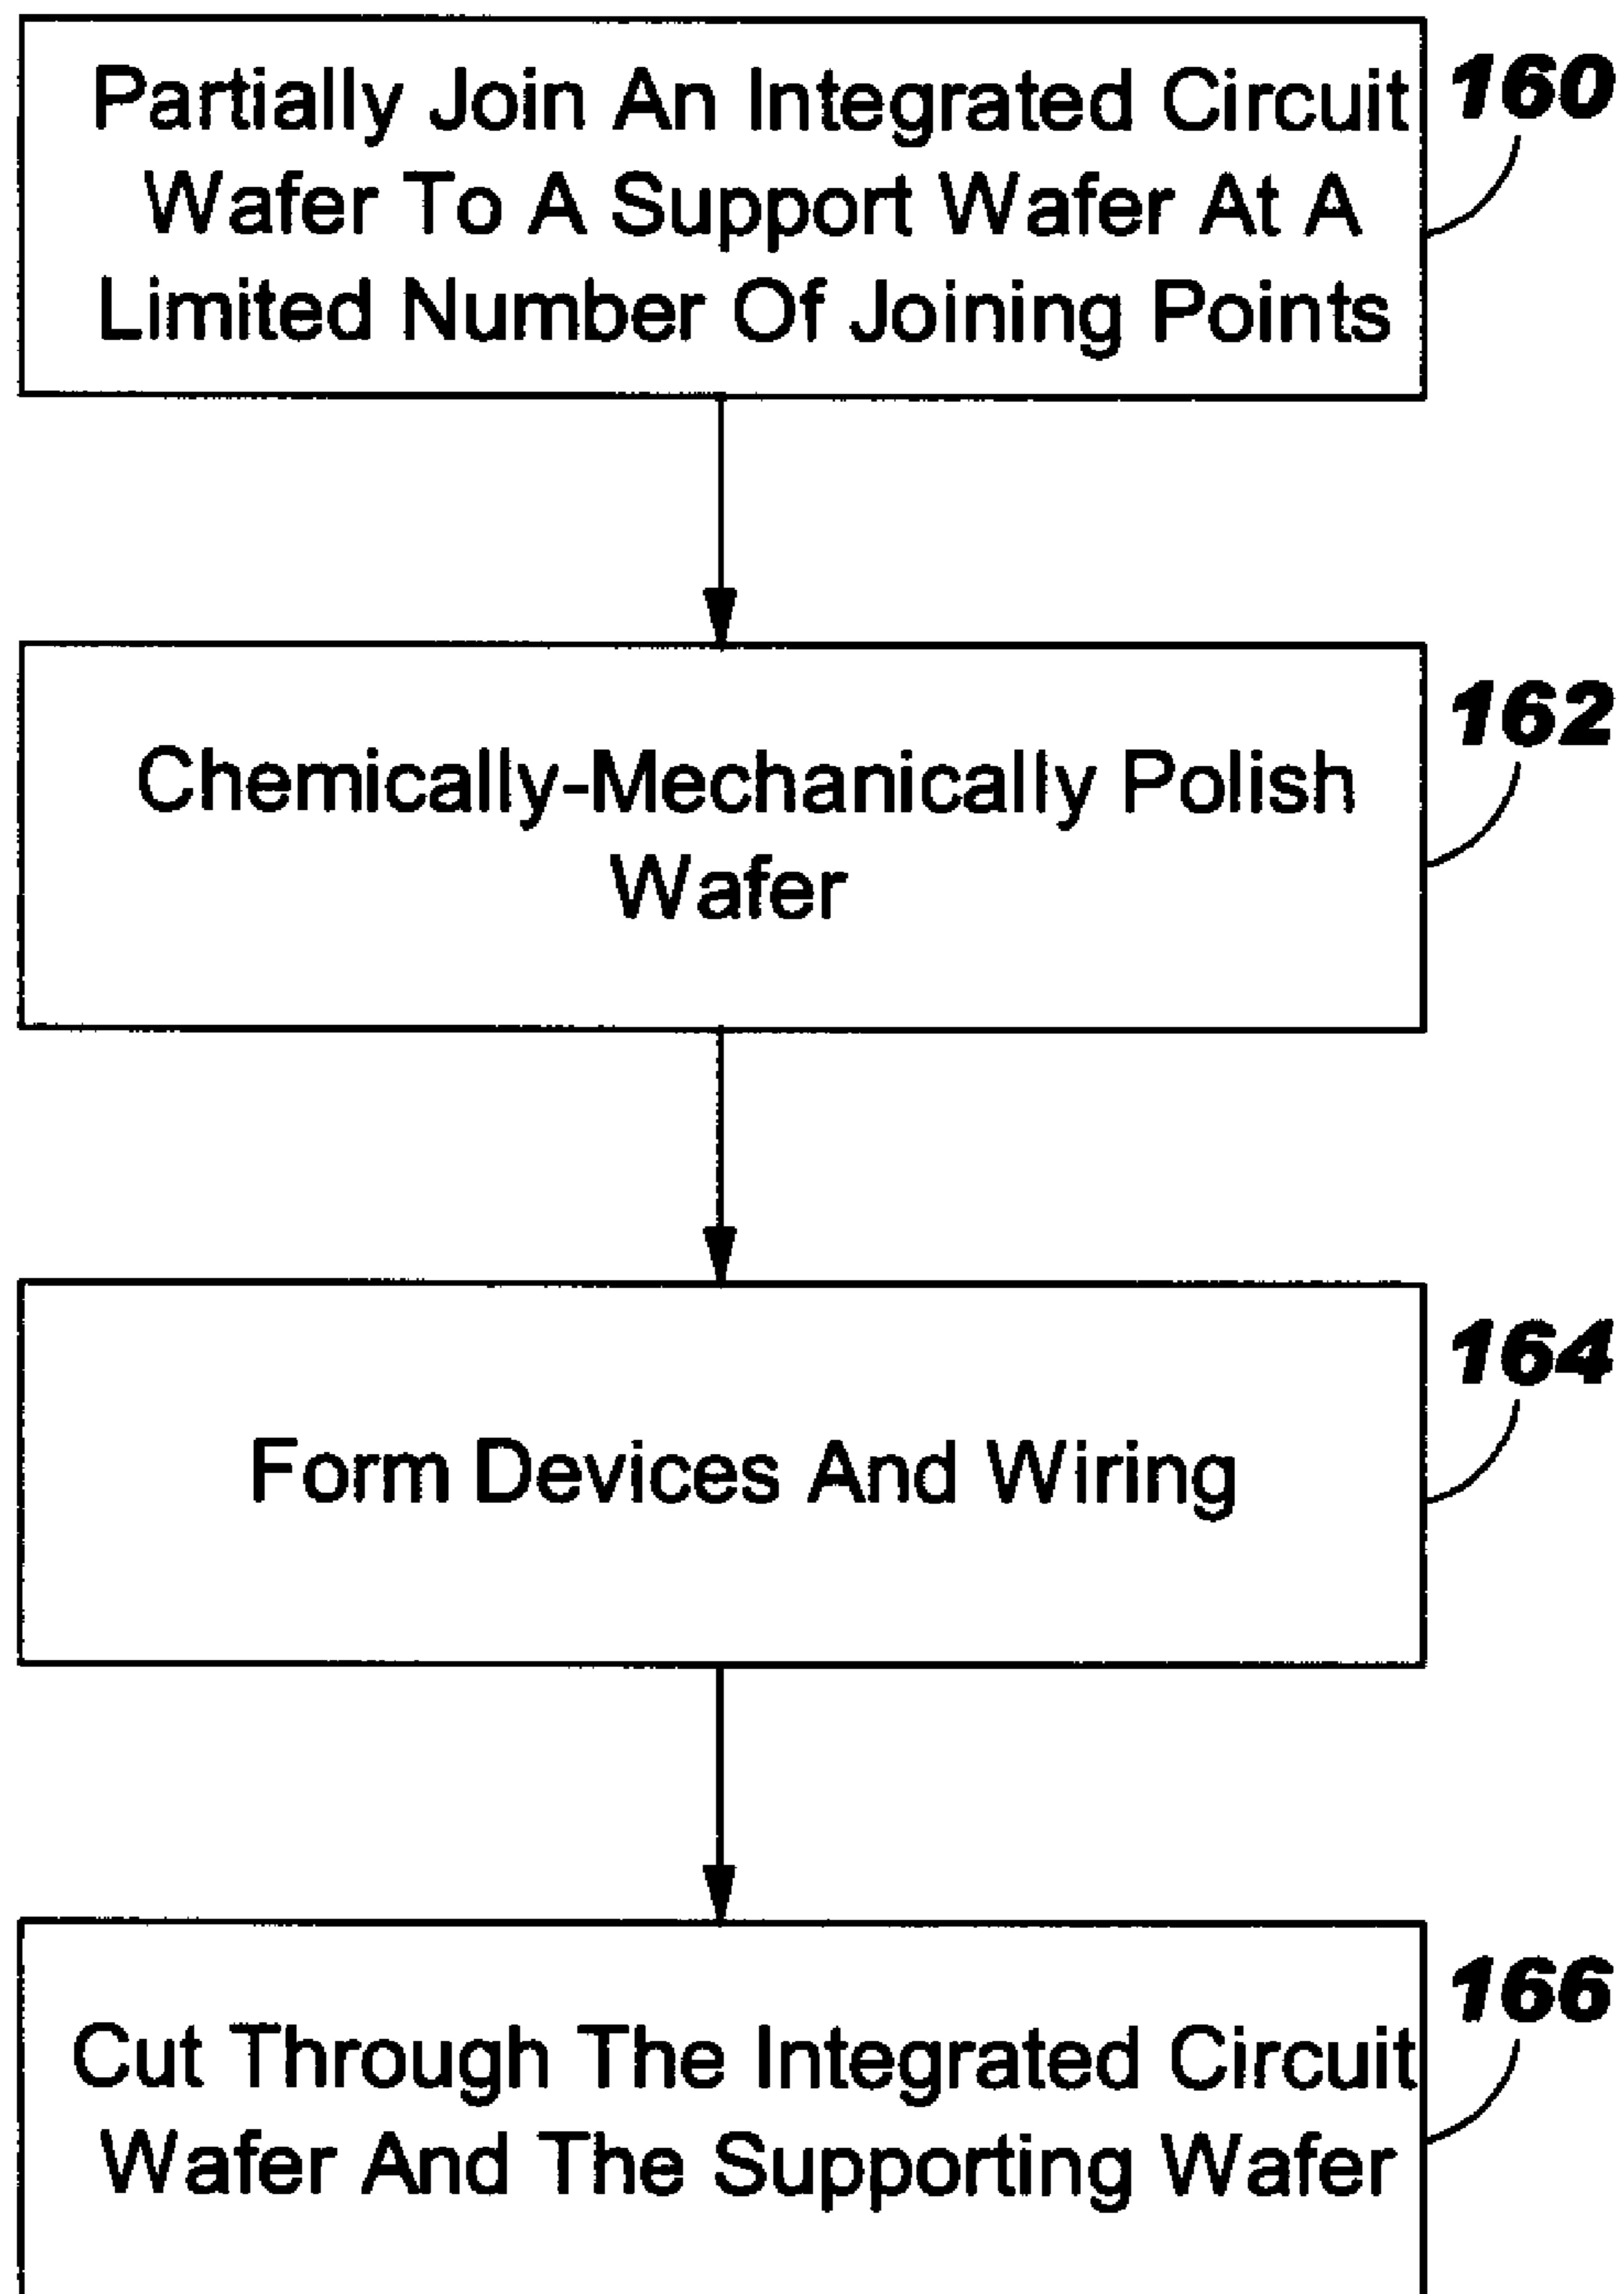 Partially Join An Integrated Circuit
Wafer To A Support Wafer At A
Limited Number Of Joining Points
160
Chemically-Mechanically Polish
Wafer
162
Form Devices And Wiring
164
Cut Through The Integrated Circuit
Wafer And The Supporting Wafer
166